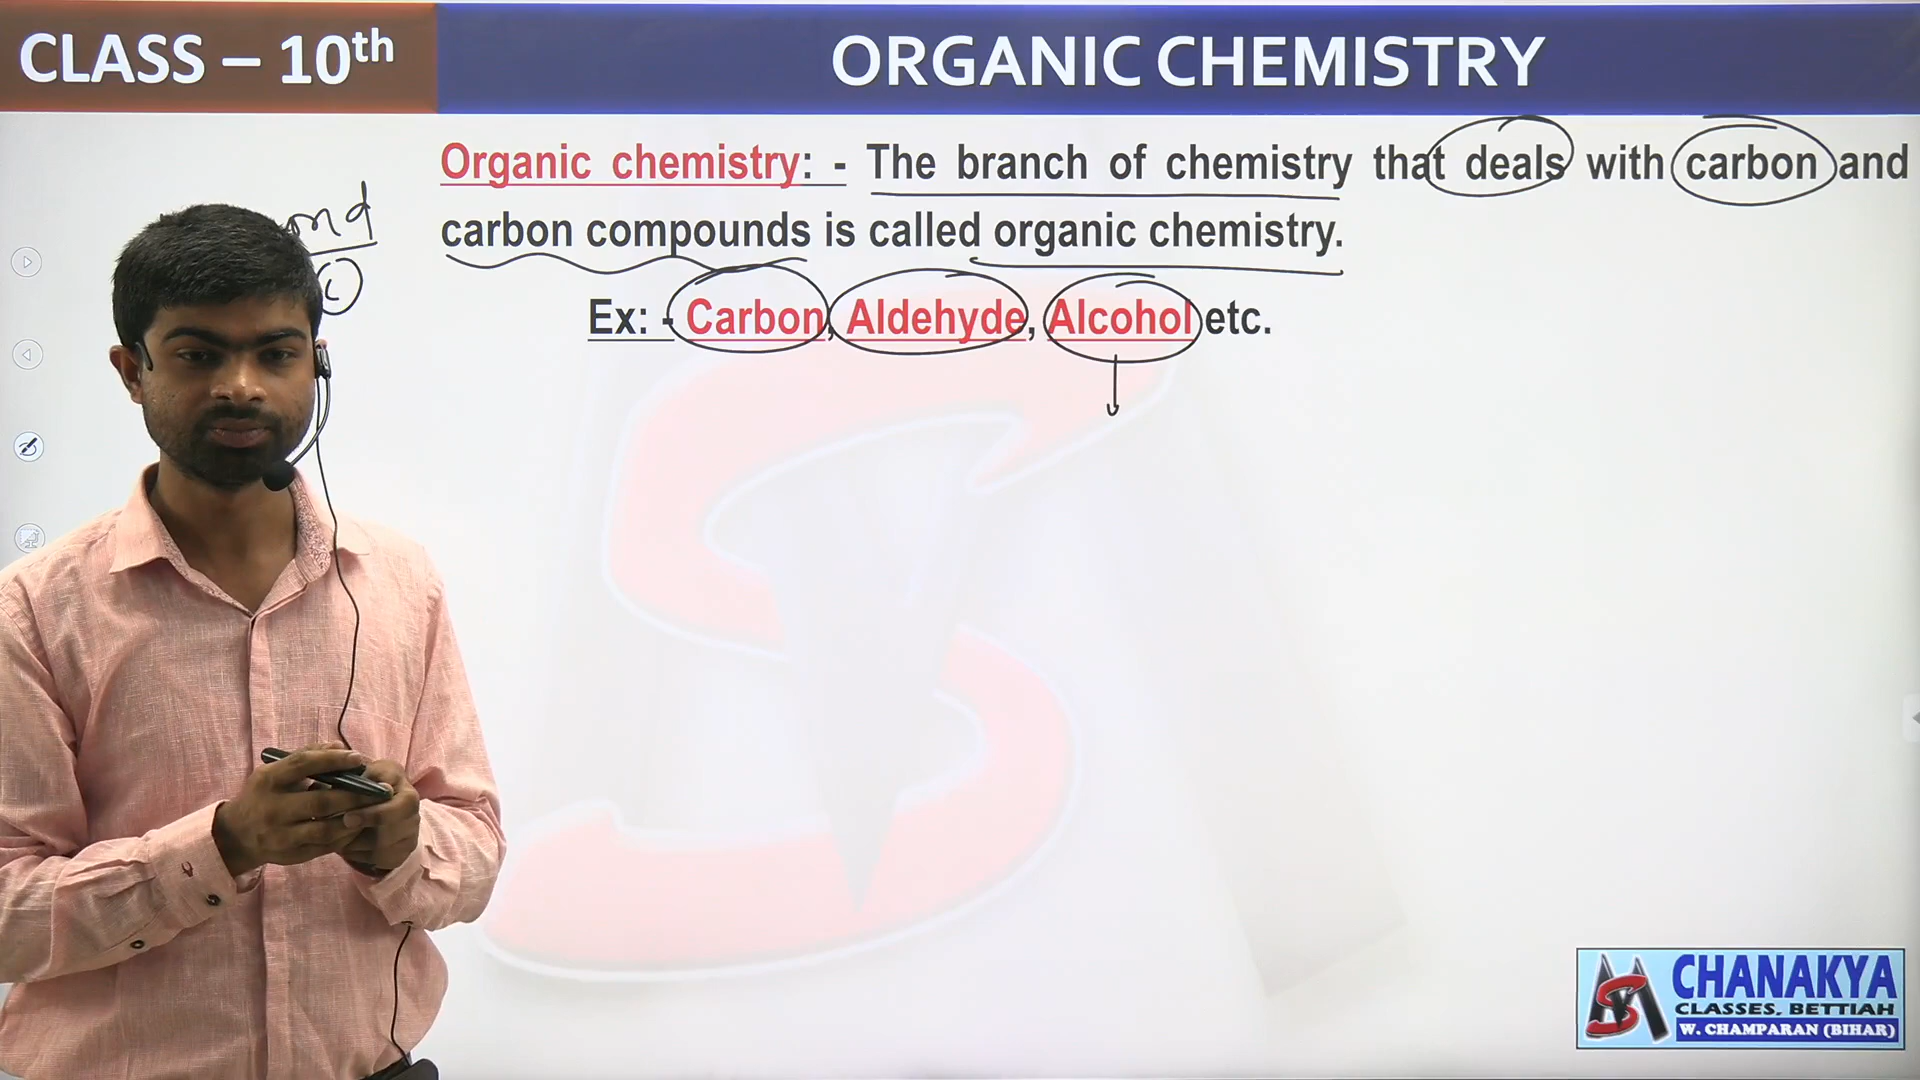 CLASS – 10th
ORGANIC CHEMISTRY
Organic chemistry: - The branch of chemistry that deals with carbon and
carbon compounds is called organic chemistry.
Ex: - Carbon, Aldehyde, Alcohol etc.
CHANAKYA
CLASSES, BETTIAH
W. CHAMPARAN (BIHAR)